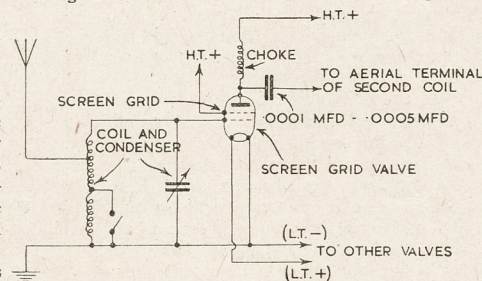 H.T.+
H.T.+
CHOKE
TO AERIAL TERMINAL
OF SECOND COIL
SCREEN GRID
·0001 MFD - ·0005 MFD
COIL AND
CONDENSER
SCREEN GRID VALVE
(L.T.-)
TO OTHER VALVES
(L.T.+)